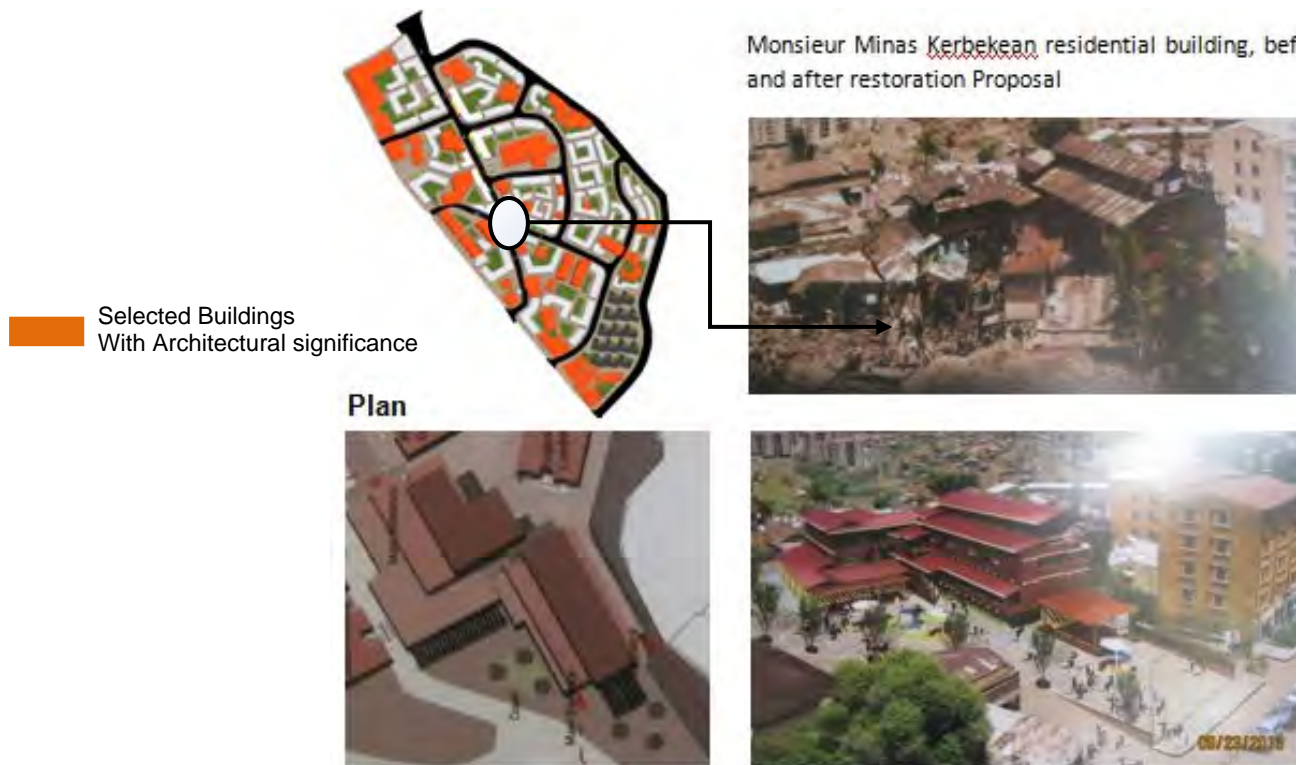 Monsieur Minas Kerbekean residential building, bef
and after restoration Proposal
Selected Buildings
With Architectural significance
Plan